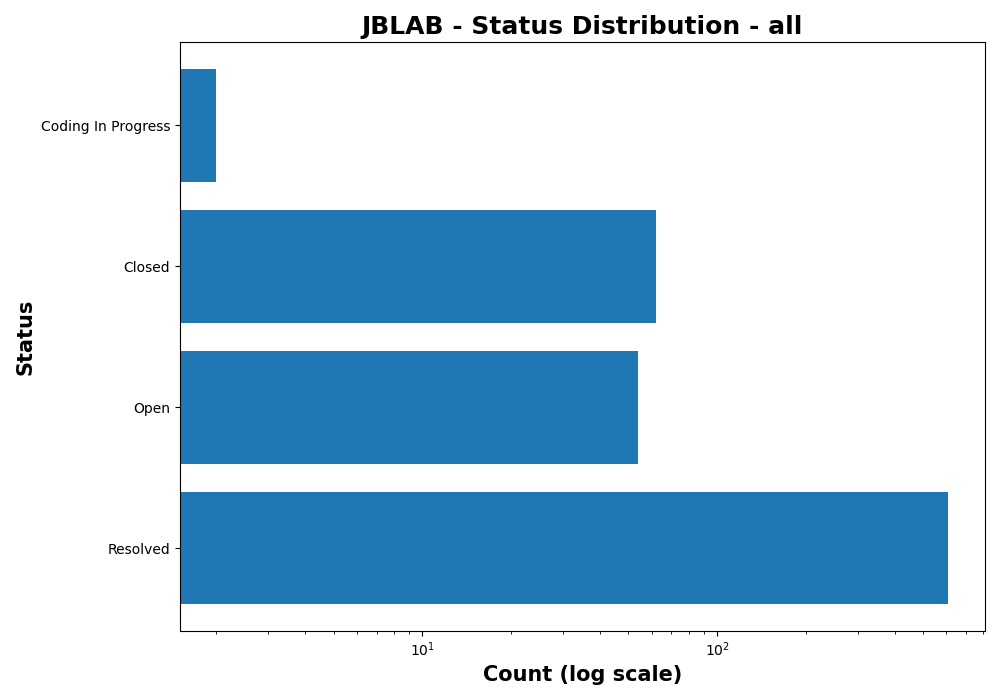 JBLAB - Status Distribution - all
Status
Coding In Progress
Closed
Open
Resolved
10¹
10²
Count (log scale)